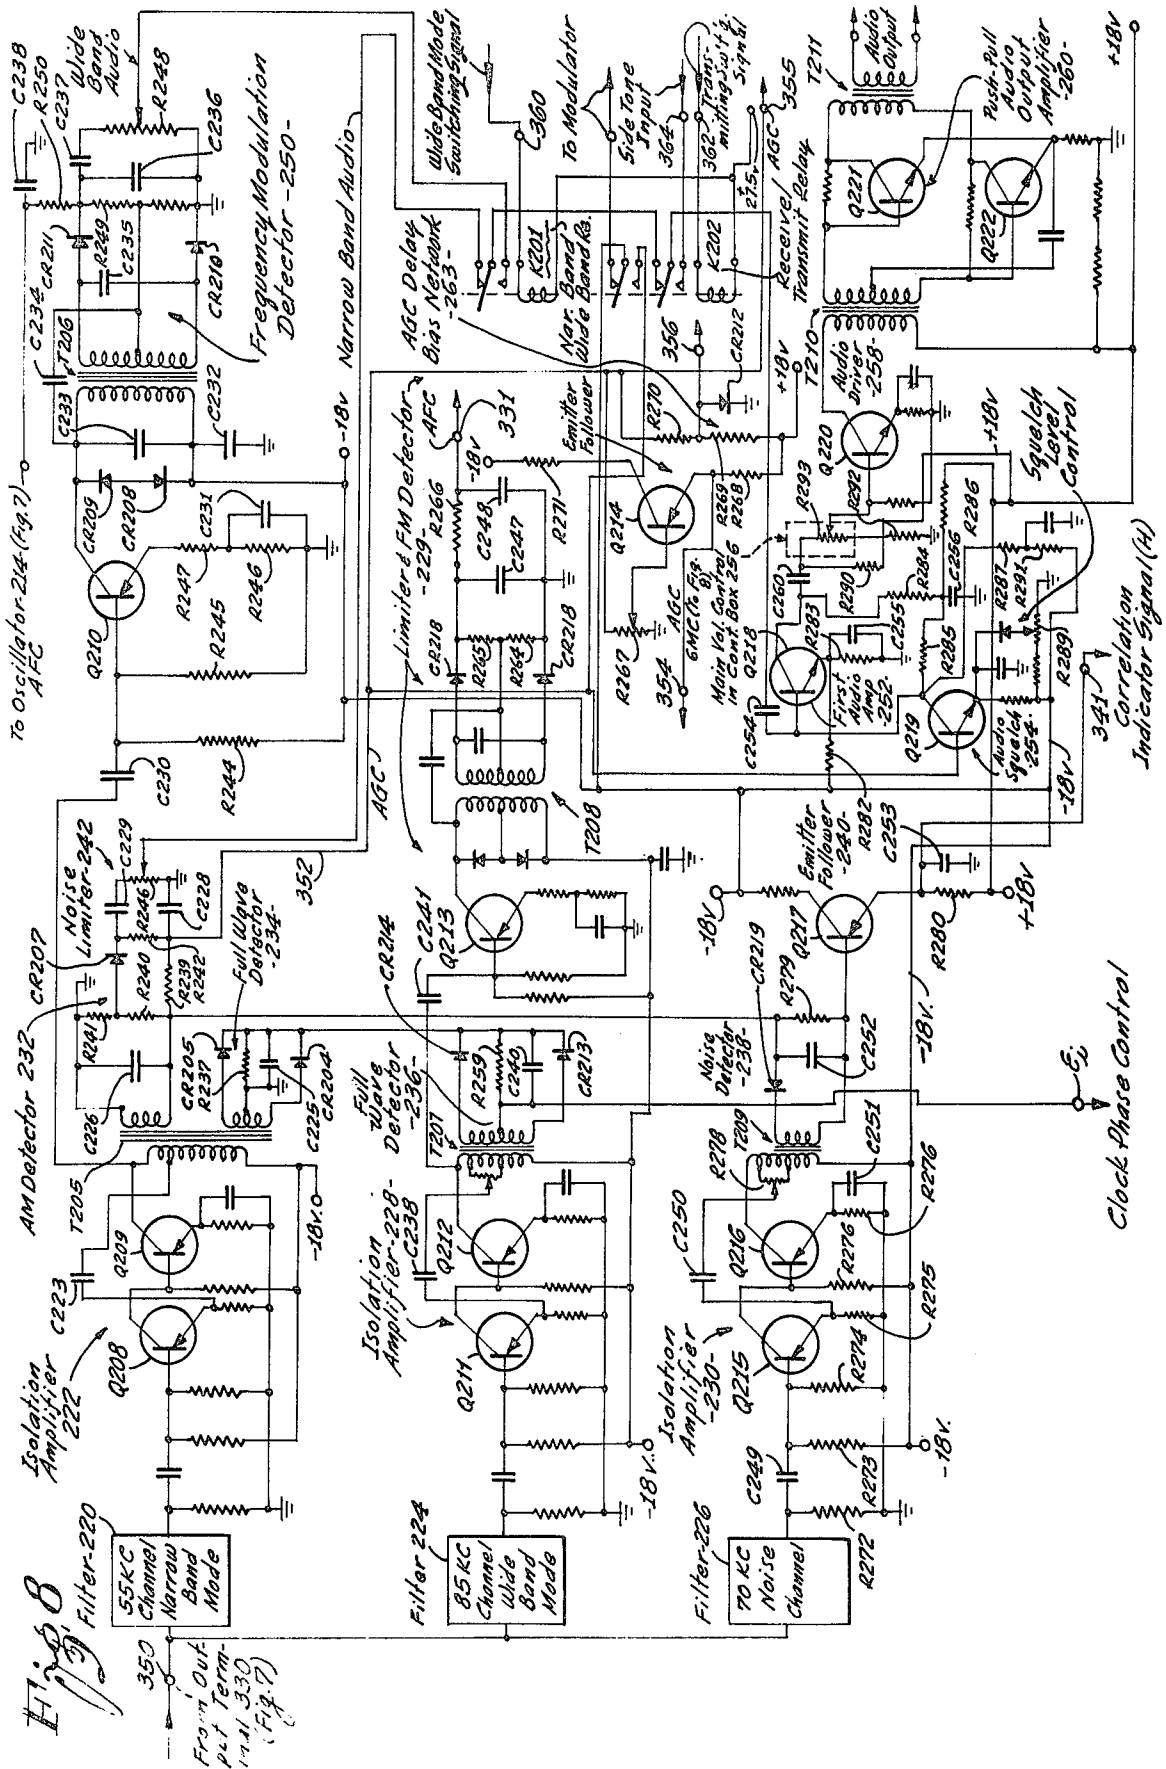 Fig. 8
350
From Out-
put Term-
inal 330
(Fig. 7)
Filter-220
55 KC
Channel
Narrow
Band
Mode
Filter 224
85 KC
Channel
Wide
Band
Mode
Filter-226
70 KC
Noise
Channel
Isolation
Amplifier
222
Q208
C223
Q209
T205
-18v.
AM Detector 232
C226
R241
R240
R239
R242
CR207
Noise
Limiter-242
C229
R246
C228
Full Wave
Detector
-234-
CR205
R237
C225
CR204
352
AGC
C230
R244
R245
Q210
R247
R246
C231
CR209
CR208
-18v
C233
C232
C234
T206
To Oscillator-214-(Fig. 7)
AFC
CR211
R249
C235
CR210
Frequency Modulation
Detector -250-
C238
R250
C237
Wide
Band
Audio
R248
C236
Narrow Band Audio
Isolation
Amplifier-228-
C238
Q211
Q212
-18v.
Full
Wave
Detector
-236-
T207
R259
C240
CR213
CR214
C241
Q213
Limiter & FM Detector
-229-
T208
CR218
R265
R264
CR218
R266
C248
C247
AFC
331
-18v
R271
Emitter
Follower
Q214
R267
354
AGC
6MC(To Fig.
8)
R268
R269
R270
356
CR212
+18v
AGC Delay
Bias Network
-263-
Wide Band Mode
Switching Signal
360
To Modulator
Side Tone
Input
364
362
Trans-
mitting Switch'g.
Signal
+
27.5v
AGC
355
K201
Nar. Band &
Wide Band Rs.
K202
Receive
Transmit Relay
Isolation
Amplifier
-230-
Q215
Q216
C249
R272
R273
R274
R275
R276
R276
C250
C251
R278
T209
-18v.
Noise
Detector
-238-
CR219
R279
C252
Q217
Emitter
Follower
-240-
-18v
R280
+18v
-18v.
C253
R282
341
Correlation
Indicator Signal (H)
Ei
Clock Phase Control
Main Vol. Control
in Cont. Box 256
C254
Q218
First
Audio
Amp
-252-
R283
C255
C260
R293
R290
R292
R284
C256
R285
R286
R287
R291
R289
Q219
Audio
Squelch
-254-
-18v
Squelch
Level
Control
+18v
Q220
Audio
Driver
-258-
T210
Q221
Q222
T211
Audio
Output
Push-Pull
Audio
Output
Amplifier
-260-
+18v